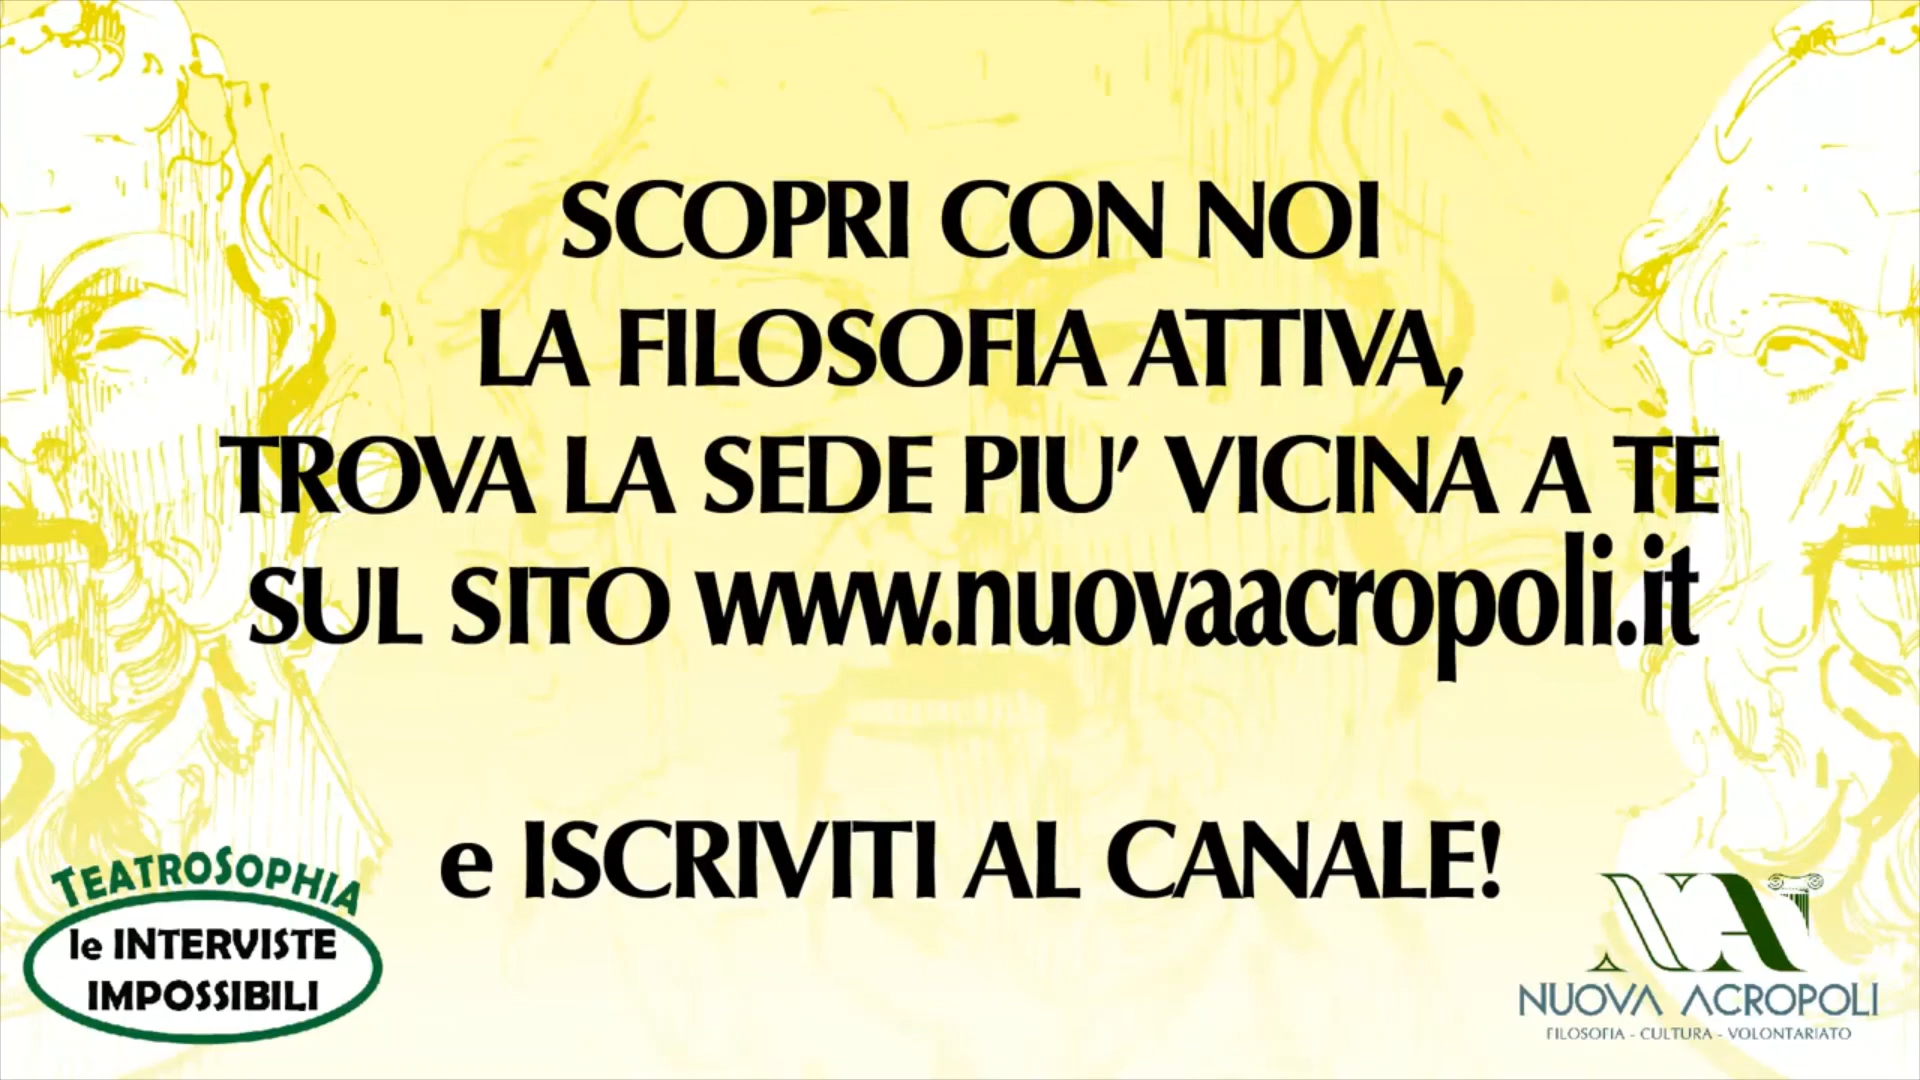 SCOPRI CON NOI
LA FILOSOFIA ATTIVA,
TROVA LA SEDE PIU' VICINA A TE
SUL SITO www.nuovaacropoli.it
e ISCRIVITI AL CANALE!
TEATROSOPHIA
le INTERVISTE
IMPOSSIBILI
NA
NUOVA ACROPOLI
FILOSOFIA - CULTURA - VOLONTARIATO